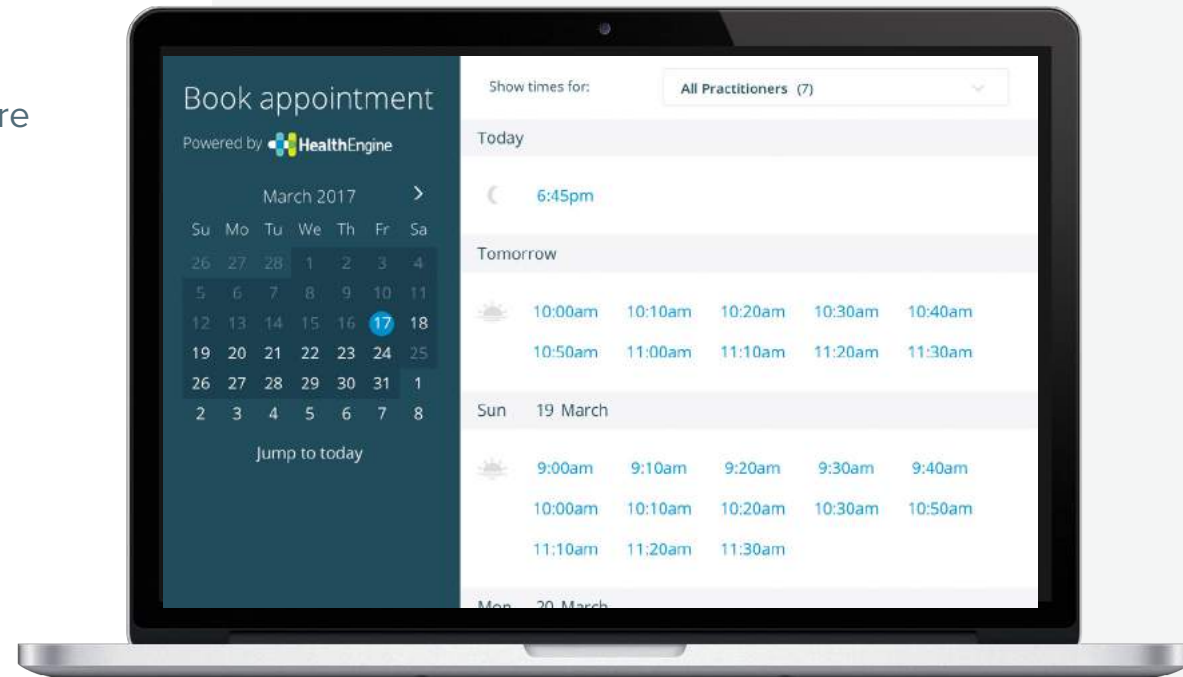 re
Book appointment
Powered by HealthEngine
March 2017 >
Su Mo Tu We Th Fr Sa
26 27 28 1 2 3 4
5 6 7 8 9 10 11
12 13 14 15 16 17 18
19 20 21 22 23 24 25
26 27 28 29 30 31 1
2 3 4 5 6 7 8
Jump to today
Show times for: All Practitioners (7)
Today
6:45pm
Tomorrow
10:00am 10:10am 10:20am 10:30am 10:40am
10:50am 11:00am 11:10am 11:20am 11:30am
Sun 19 March
9:00am 9:10am 9:20am 9:30am 9:40am
10:00am 10:10am 10:20am 10:30am 10:50am
11:10am 11:20am 11:30am
Mon 20 March